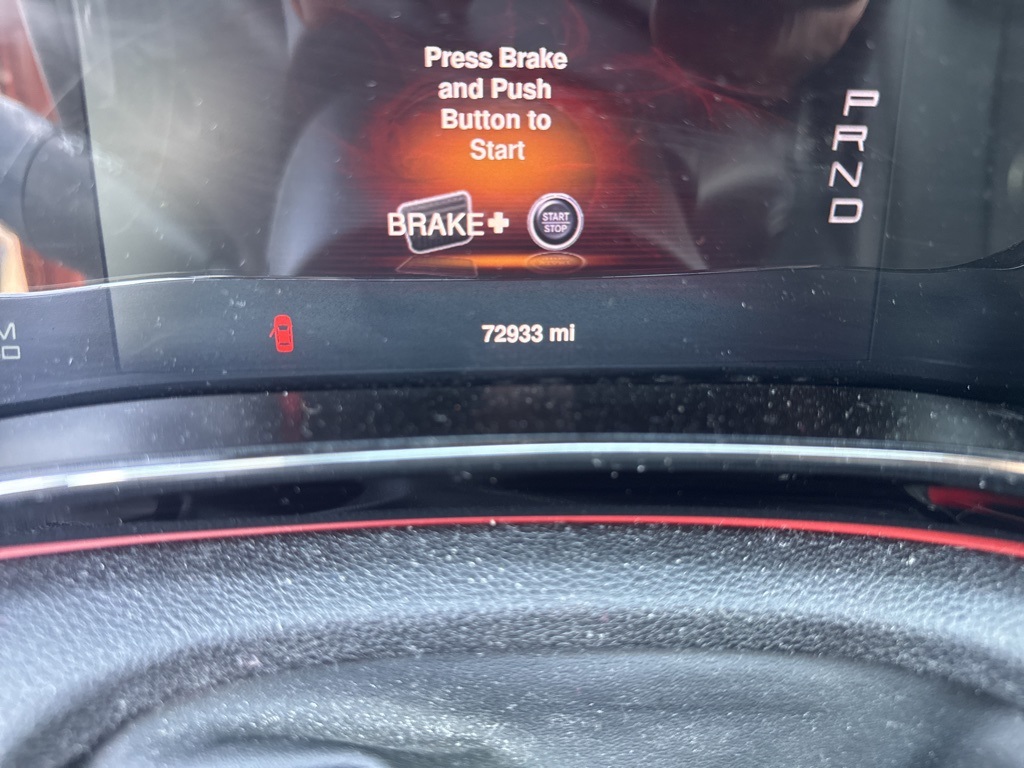 Press Brake
and Push
Button to
Start
BRAKE+
START
STOP
P
R
N
D
M
72933 mi